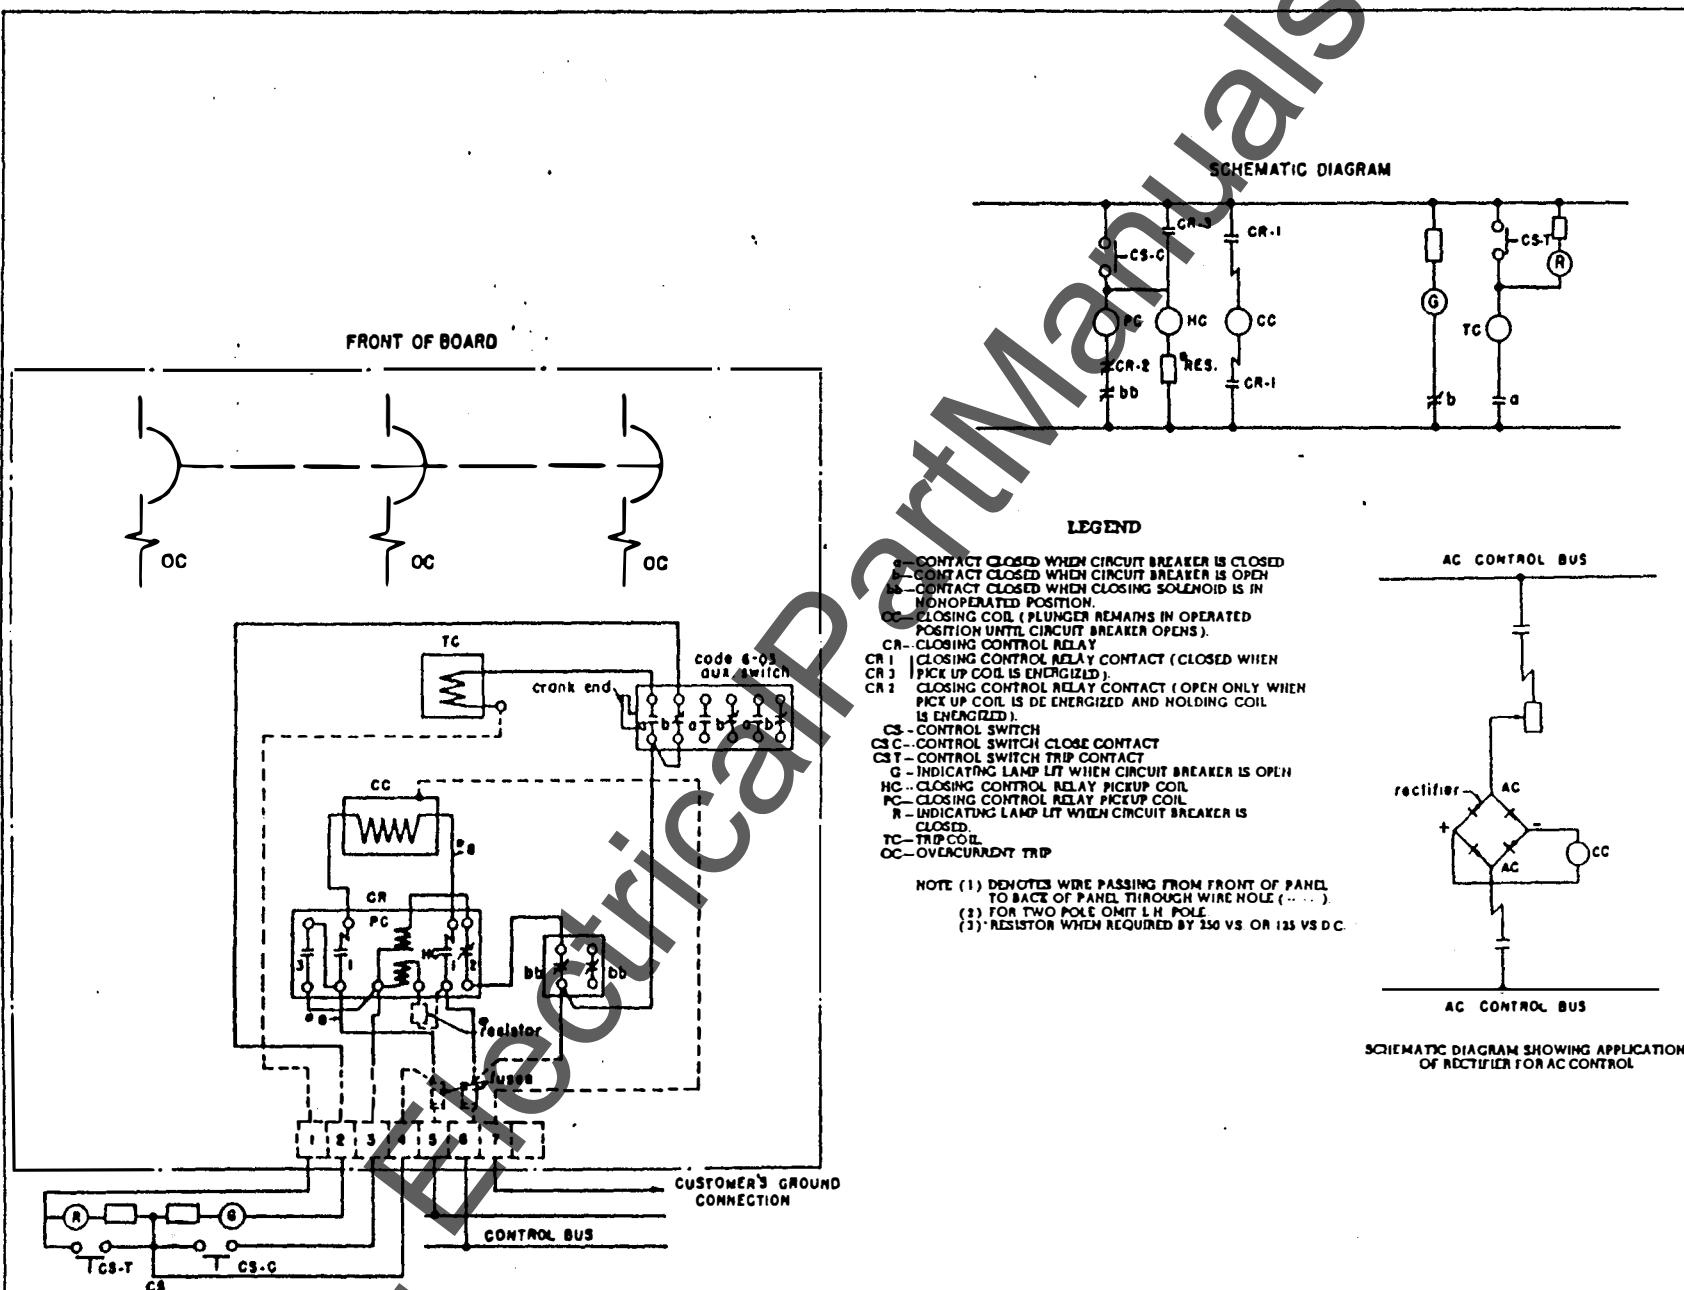 SCHEMATIC DIAGRAM
CR-3
CR-1
CS-C
CS-T
R
G
PC
HC
CC
TC
CR-2
RES.
CR-1
bb
b
a
FRONT OF BOARD
OC
OC
OC
TC
code 6-05
aux. switch
crank end
a b a b a b
CC
CR
PC
HC
3
1
1
2
bb
bb
resistor
fuses
1 2 3 4 5 6 7
CUSTOMER'S GROUND
CONNECTION
CONTROL BUS
R
G
CS-T
CS-C
CS
LEGEND
a-CONTACT CLOSED WHEN CIRCUIT BREAKER IS CLOSED
b-CONTACT CLOSED WHEN CIRCUIT BREAKER IS OPEN
bb-CONTACT CLOSED WHEN CLOSING SOLENOID IS IN
NONOPERATED POSITION.
CC-CLOSING COIL (PLUNGER REMAINS IN OPERATED
POSITION UNTIL CIRCUIT BREAKER OPENS).
CR-CLOSING CONTROL RELAY
CR 1 CLOSING CONTROL RELAY CONTACT (CLOSED WHEN
CR 3 PICK UP COIL IS ENERGIZED).
CR 2 CLOSING CONTROL RELAY CONTACT (OPEN ONLY WHEN
PICK UP COIL IS DE ENERGIZED AND HOLDING COIL
IS ENERGIZED).
CS-CONTROL SWITCH
CS C-CONTROL SWITCH CLOSE CONTACT
CS T-CONTROL SWITCH TRIP CONTACT
G-INDICATING LAMP LIT WHEN CIRCUIT BREAKER IS OPEN
HC-CLOSING CONTROL RELAY PICKUP COIL
PC-CLOSING CONTROL RELAY PICKUP COIL
R-INDICATING LAMP LIT WHEN CIRCUIT BREAKER IS
CLOSED.
TC-TRIP COIL
OC-OVERCURRENT TRIP
NOTE (1) DENOTES WIRE PASSING FROM FRONT OF PANEL
TO BACK OF PANEL THROUGH WIRE HOLE (-- -- ).
(2) FOR TWO POLE OMIT L H POLE.
(3)*RESISTOR WHEN REQUIRED BY 250 VS OR 125 VS D C.
AC CONTROL BUS
rectifier
AC
+
-
AC
CC
AC CONTROL BUS
SCHEMATIC DIAGRAM SHOWING APPLICATION
OF RECTIFIER FOR AC CONTROL
ElectricalPartManuals